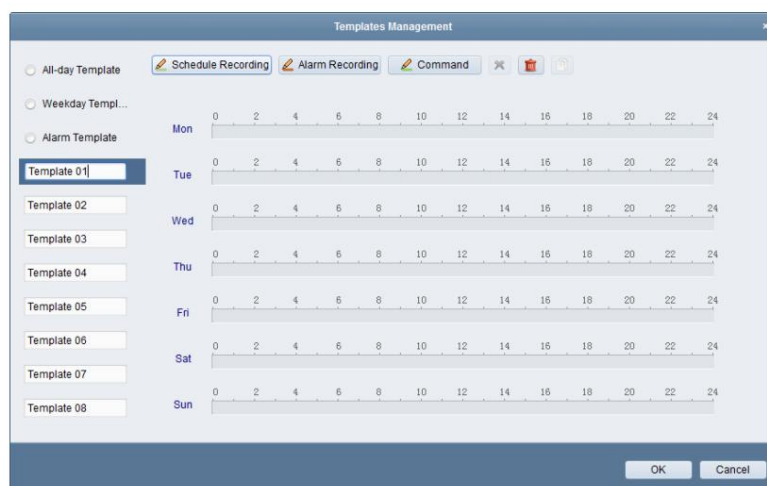 Templates Management
All-day Template
Schedule Recording Alarm Recording Command
Weekday Templ...
Alarm Template
Template 01
Template 02
Template 03
Template 04
Template 05
Template 06
Template 07
Template 08
0 2 4 6 8 10 12 14 16 18 20 22 24
Mon
0 2 4 6 8 10 12 14 16 18 20 22 24
Tue
0 2 4 6 8 10 12 14 16 18 20 22 24
Wed
0 2 4 6 8 10 12 14 16 18 20 22 24
Thu
0 2 4 6 8 10 12 14 16 18 20 22 24
Fri
0 2 4 6 8 10 12 14 16 18 20 22 24
Sat
0 2 4 6 8 10 12 14 16 18 20 22 24
Sun
OK Cancel